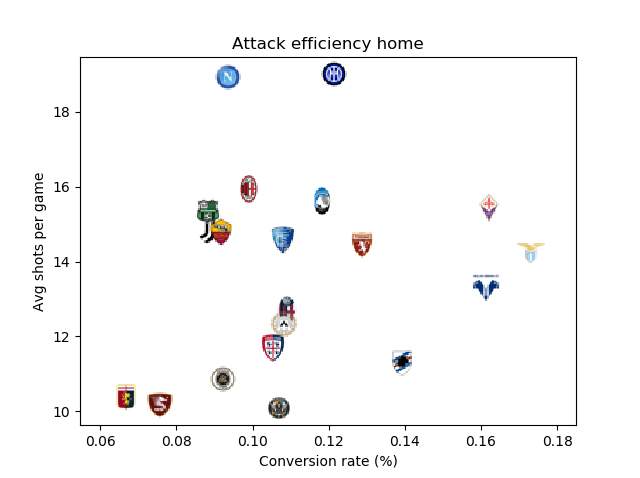 Attack efficiency home
Avg shots per game
18
16
14
12
10
0.06 0.08 0.10 0.12 0.14 0.16 0.18
Conversion rate (%)
N